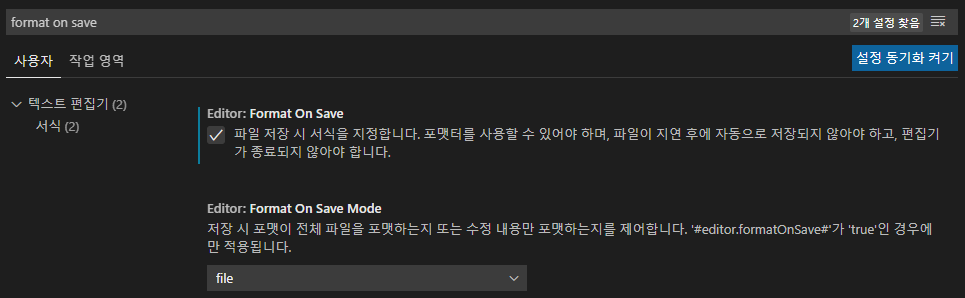 format on save
2개 설정 찾음
사용자 작업 영역
설정 동기화 켜기
텍스트 편집기 (2)
서식 (2)
Editor: Format On Save
파일 저장 시 서식을 지정합니다. 포맷터를 사용할 수 있어야 하며, 파일이 지연 후에 자동으로 저장되지 않아야 하고, 편집기
가 종료되지 않아야 합니다.
Editor: Format On Save Mode
저장 시 포맷이 전체 파일을 포맷하는지 또는 수정 내용만 포맷하는지를 제어합니다. '#editor.formatOnSave#'가 'true'인 경우에
만 적용됩니다.
file